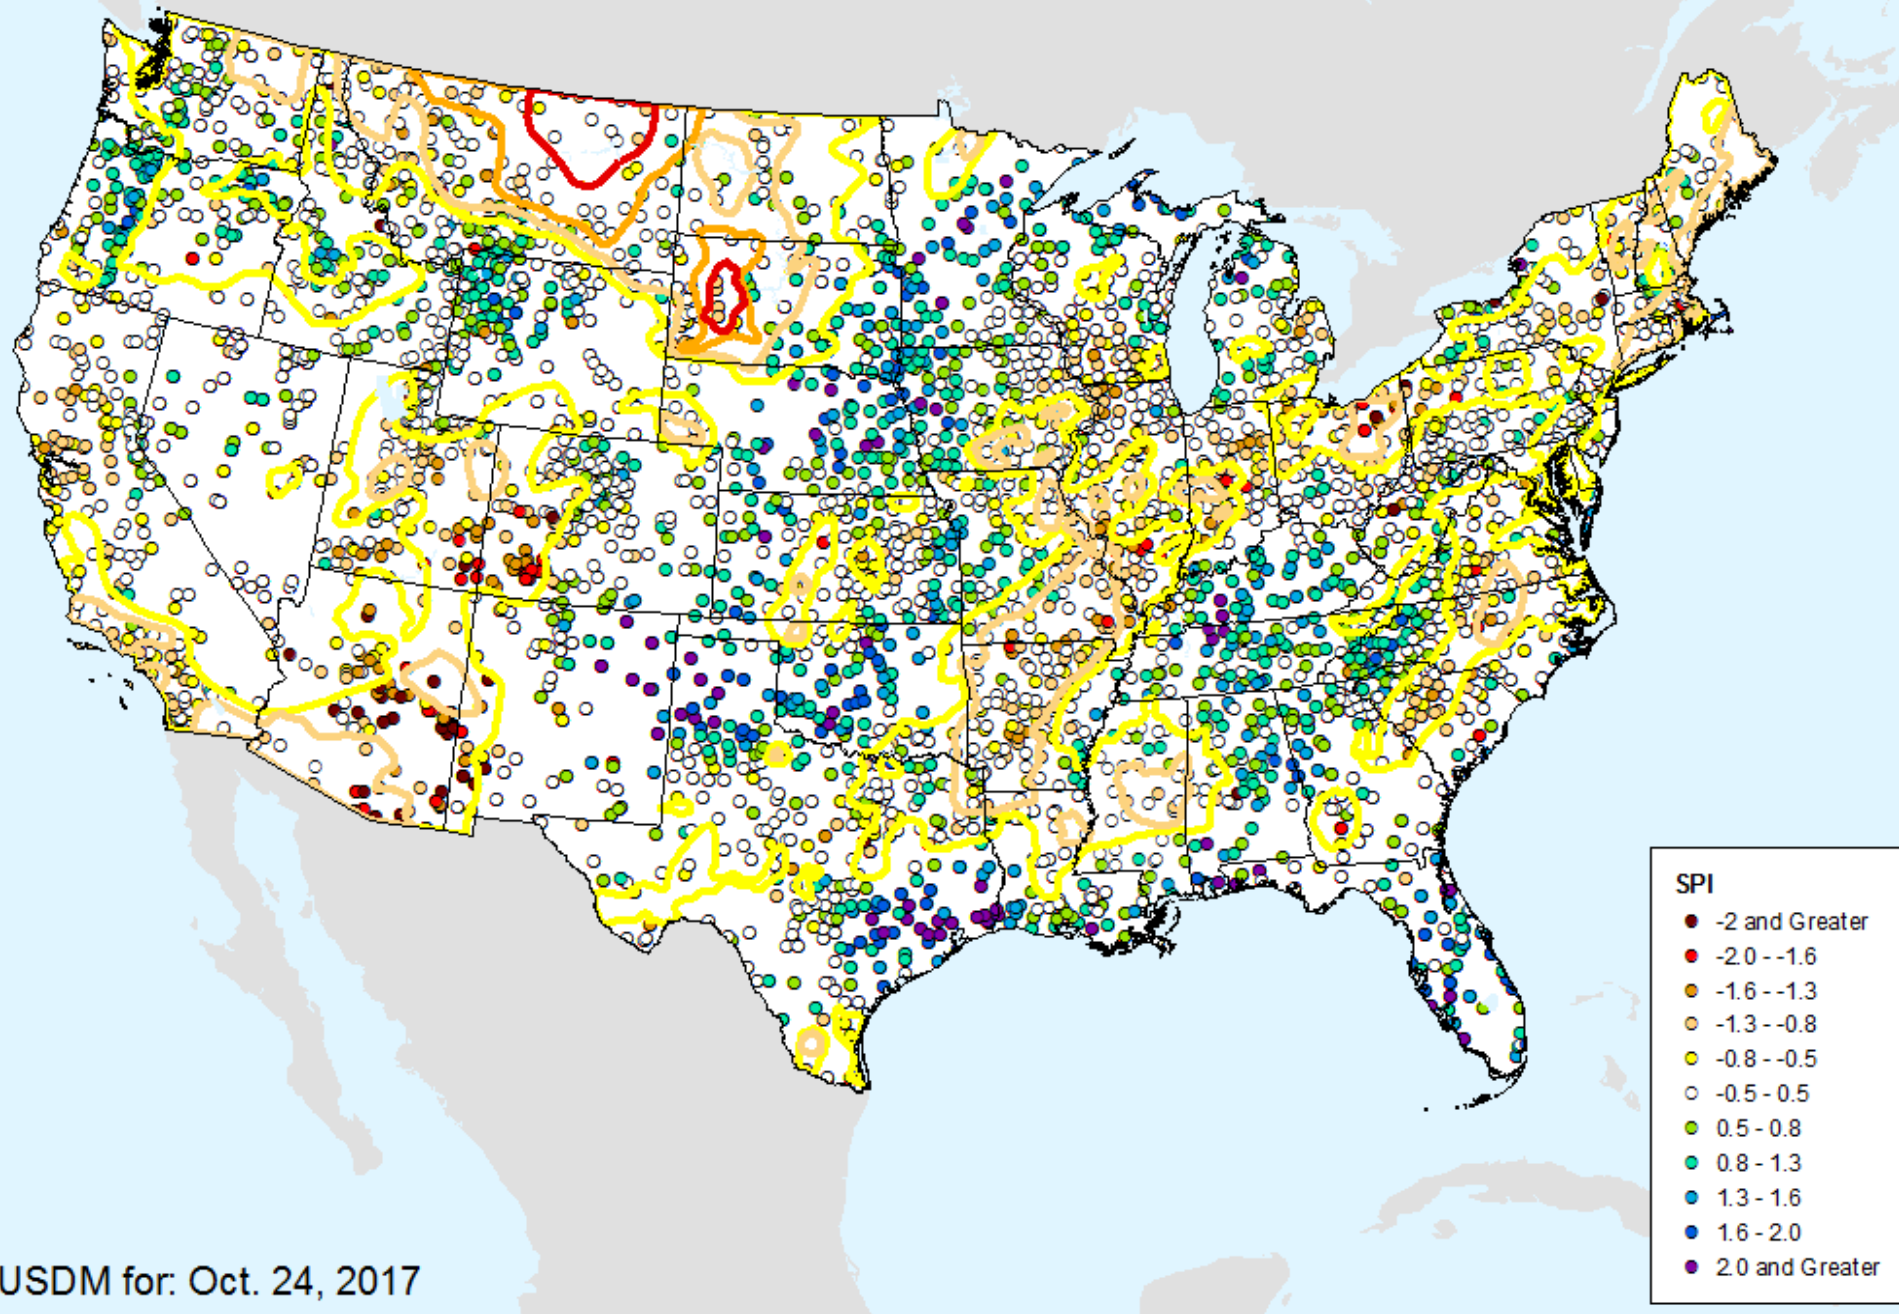 SPI
-2 and Greater
-2.0 - -1.6
-1.6 - -1.3
-1.3 - -0.8
-0.8 - -0.5
-0.5 - 0.5
0.5 - 0.8
0.8 - 1.3
1.3 - 1.6
1.6 - 2.0
2.0 and Greater
USDM for: Oct. 24, 2017